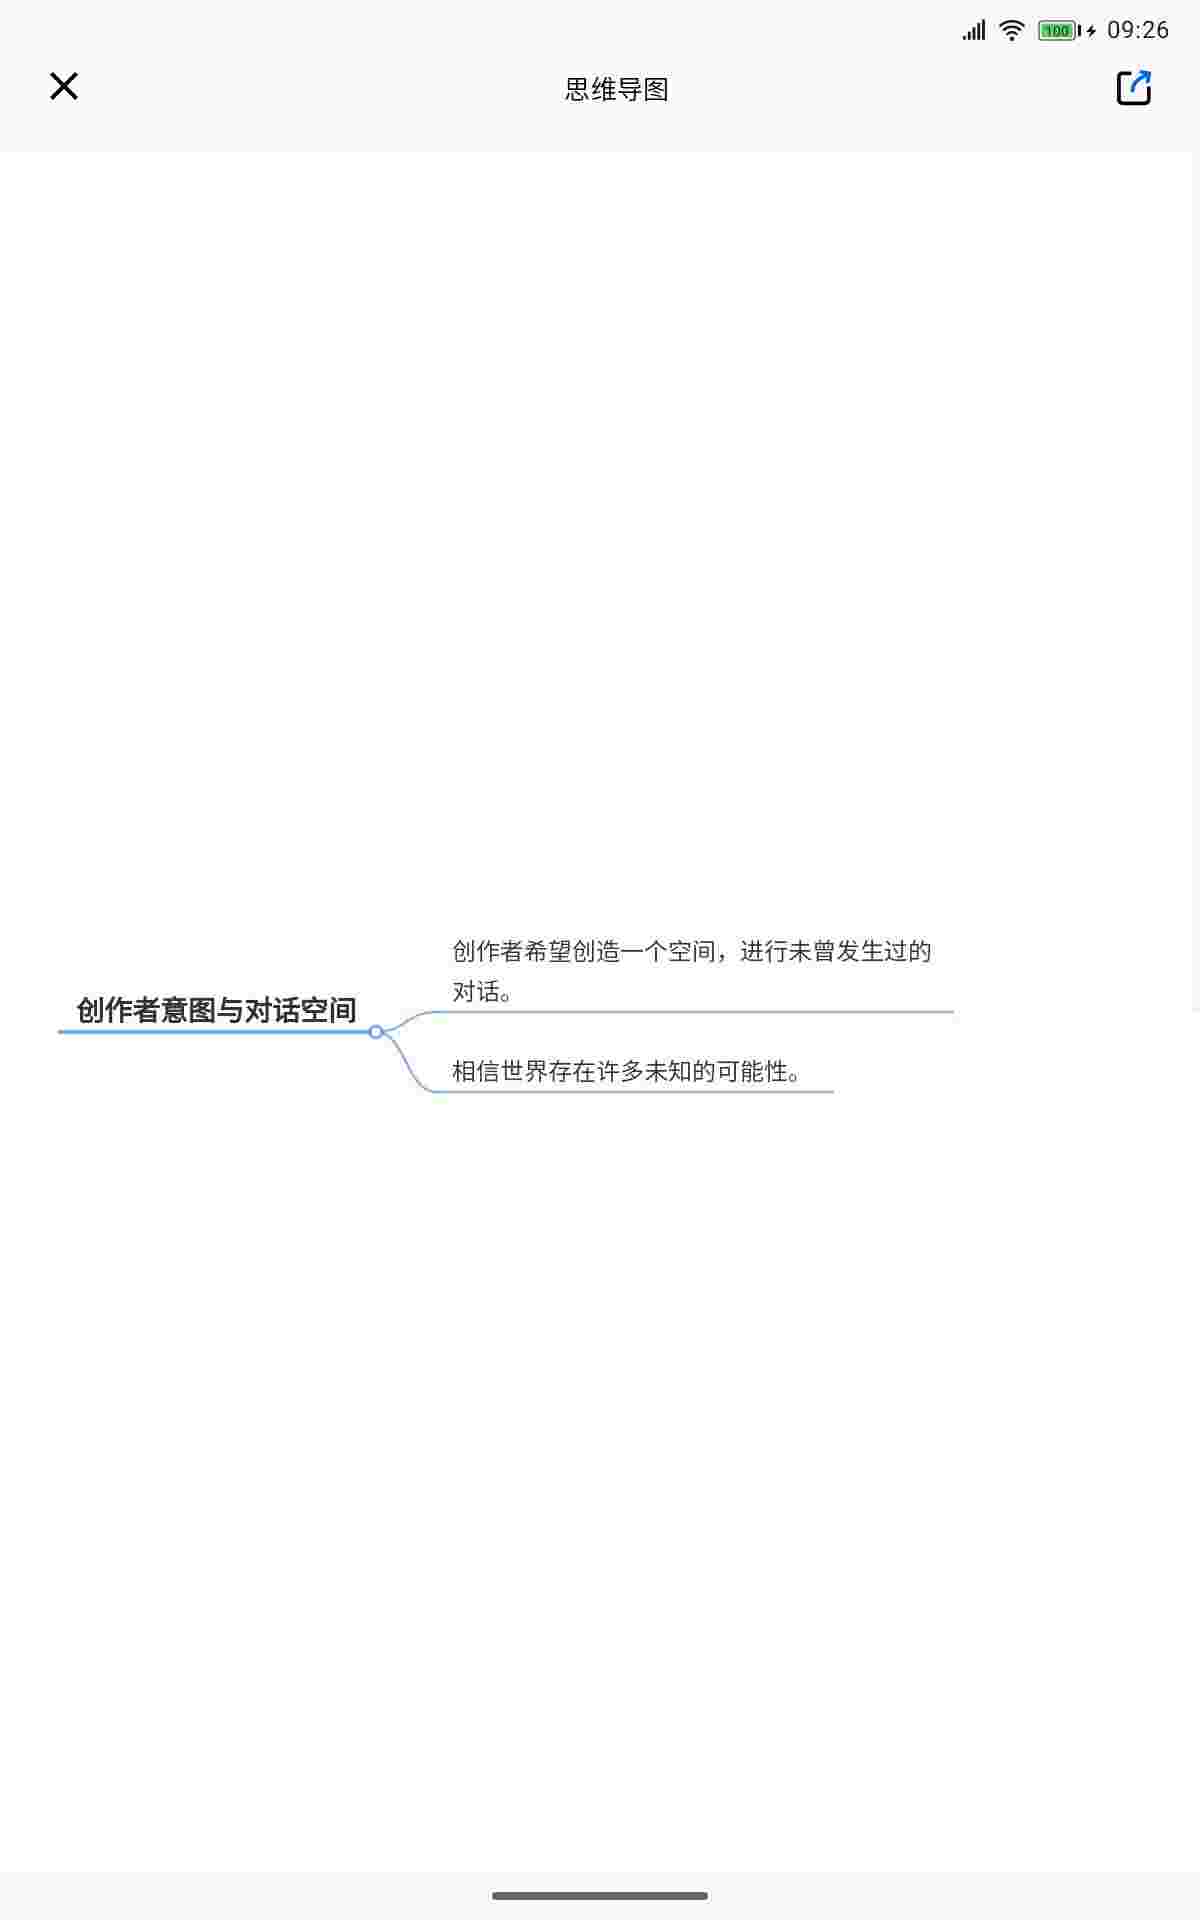 100 09:26
思维导图
创作者希望创造一个空间，进行未曾发生过的
对话。
创作者意图与对话空间
相信世界存在许多未知的可能性。